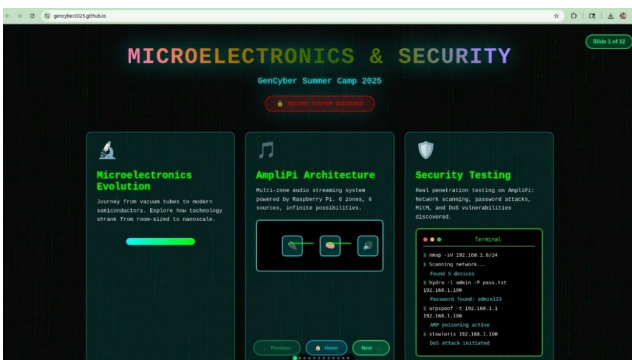 gencyber2025.github.io
Slide 1 of 12
MICROELECTRONICS & SECURITY
GenCyber Summer Camp 2025
SECURE SYSTEM ACCESSED
Microelectronics
Evolution
Journey from vacuum tubes to modern
semiconductors. Explore how technology
shrank from room-sized to nanoscale.
AmpliPi Architecture
Multi-zone audio streaming system
powered by Raspberry Pi. 6 zones, 6
sources, infinite possibilities.
Security Testing
Real penetration testing on AmpliPi:
Network scanning, password attacks,
MitM, and DoS vulnerabilities
discovered.
Terminal
$ nmap -sV 192.168.1.0/24
$ Scanning network...
Found 5 devices
$ hydra -l admin -P pass.txt
192.168.1.100
Password found: admin123
$ arpspoof -t 192.168.1.1
192.168.1.100
ARP poisoning active
$ slowloris 192.168.1.100
DoS attack initiated
← Previous
Home
Next →